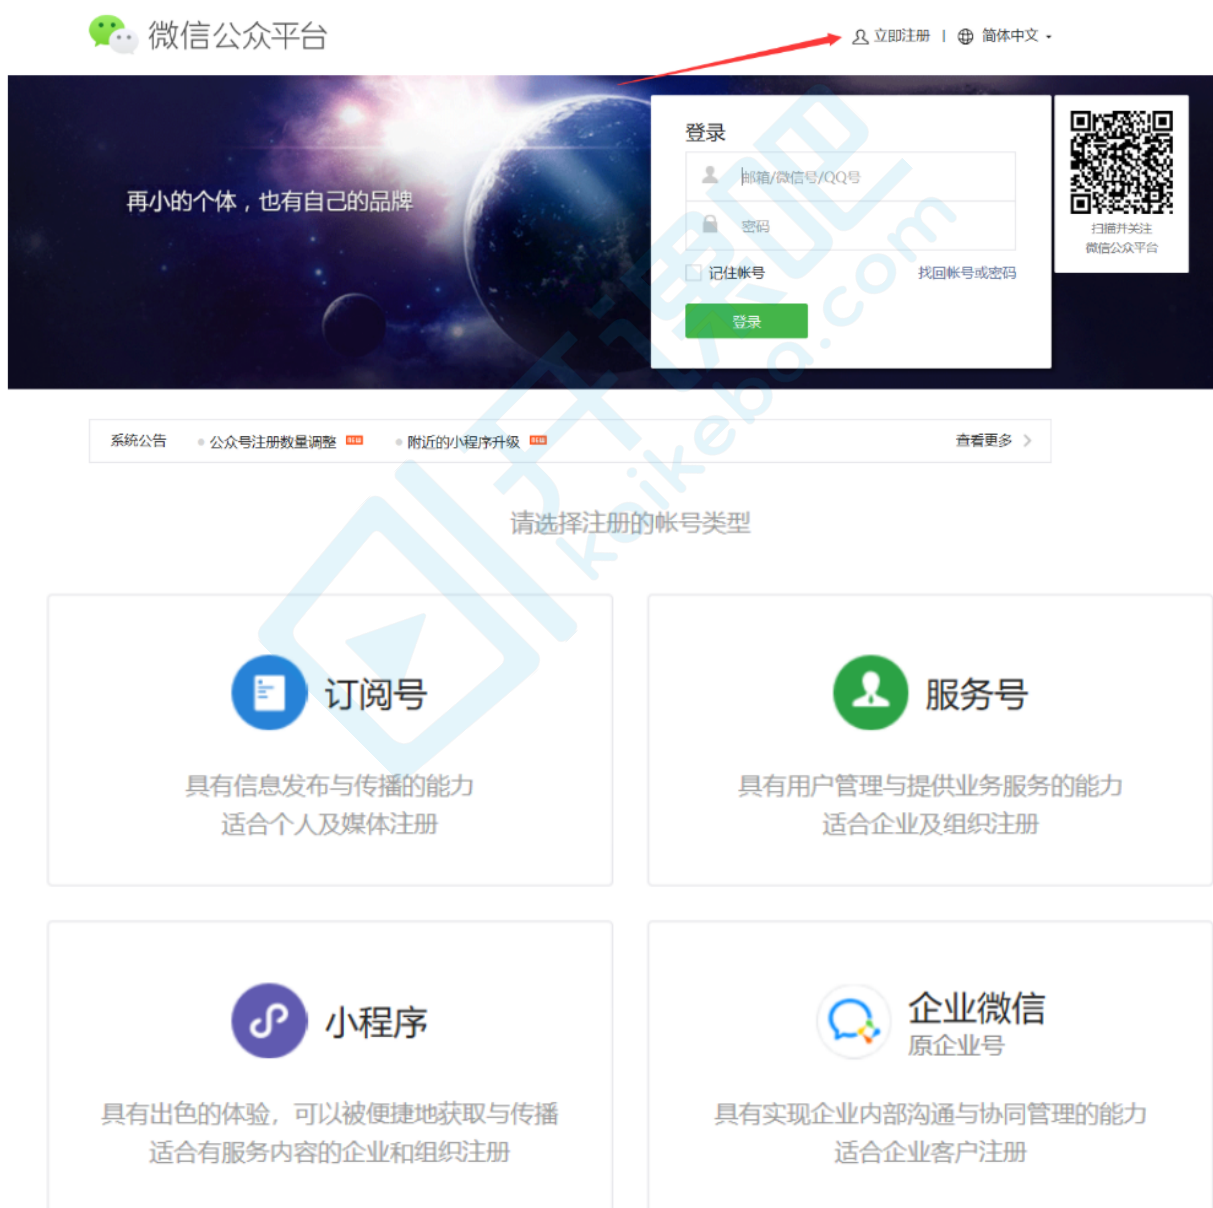 微信公众平台
立即注册 | 简体中文
再小的个体，也有自己的品牌
登录
邮箱/微信号/QQ号
密码
记住帐号 找回帐号或密码
登录
扫描并关注
微信公众平台
系统公告 公众号注册数量调整 附近的小程序升级 查看更多
请选择注册的帐号类型
订阅号
具有信息发布与传播的能力
适合个人及媒体注册
服务号
具有用户管理与提供业务服务的能力
适合企业及组织注册
小程序
具有出色的体验，可以被便捷地获取与传播
适合有服务内容的企业和组织注册
企业微信
原企业号
具有实现企业内部沟通与协同管理的能力
适合企业客户注册
开课吧
kaikeba.com